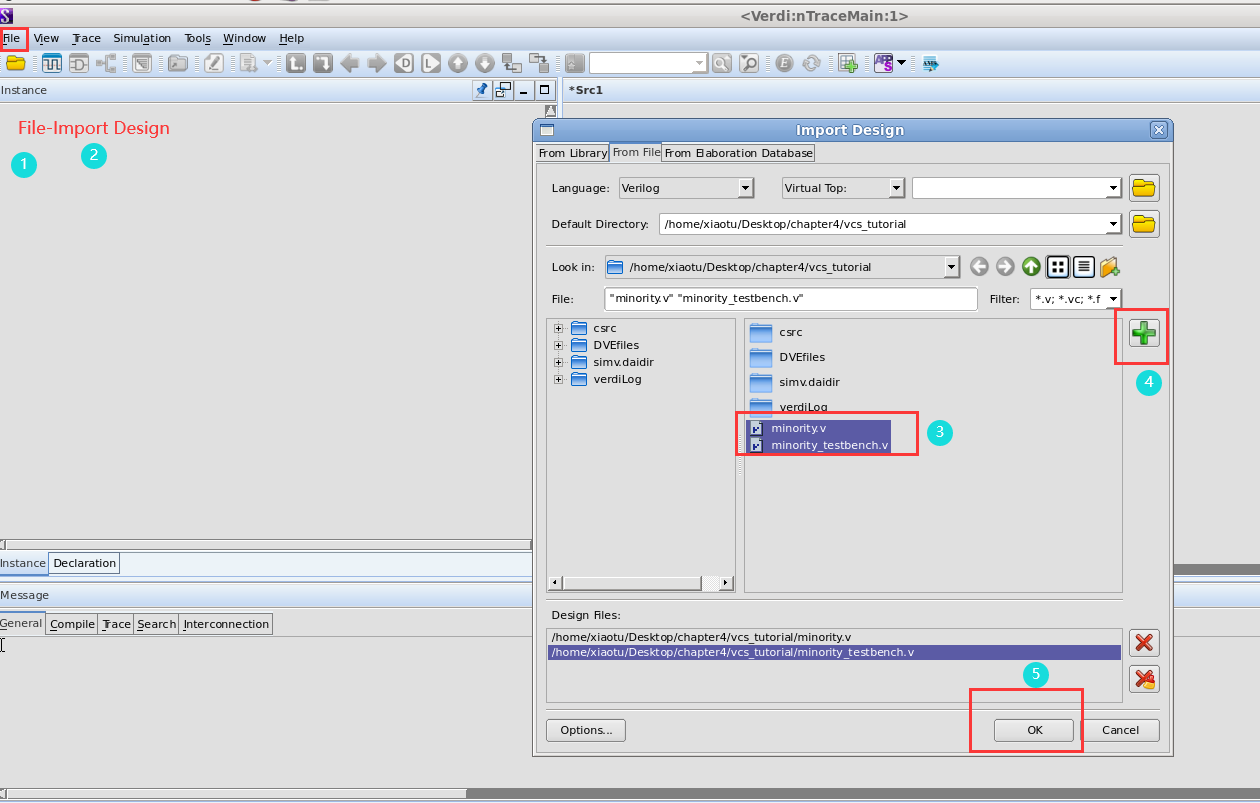 <Verdi:nTraceMain:1>
File View Trace Simulation Tools Window Help
Instance
*Src1
File-Import Design
1
2
Import Design
From Library From File From Elaboration Database
Language: Verilog Virtual Top:
Default Directory: /home/xiaotu/Desktop/chapter4/vcs_tutorial
Look in: /home/xiaotu/Desktop/chapter4/vcs_tutorial
File: "minority.v" "minority_testbench.v" Filter: *.v; *.vc; *.f
csrc
DVEfiles
simv.daidir
verdiLog
csrc
DVEfiles
simv.daidir
verdiLog
minority.v
minority_testbench.v
3
4
Design Files:
/home/xiaotu/Desktop/chapter4/vcs_tutorial/minority.v
/home/xiaotu/Desktop/chapter4/vcs_tutorial/minority_testbench.v
5
Options... OK Cancel
Instance Declaration
Message
General Compile Trace Search Interconnection